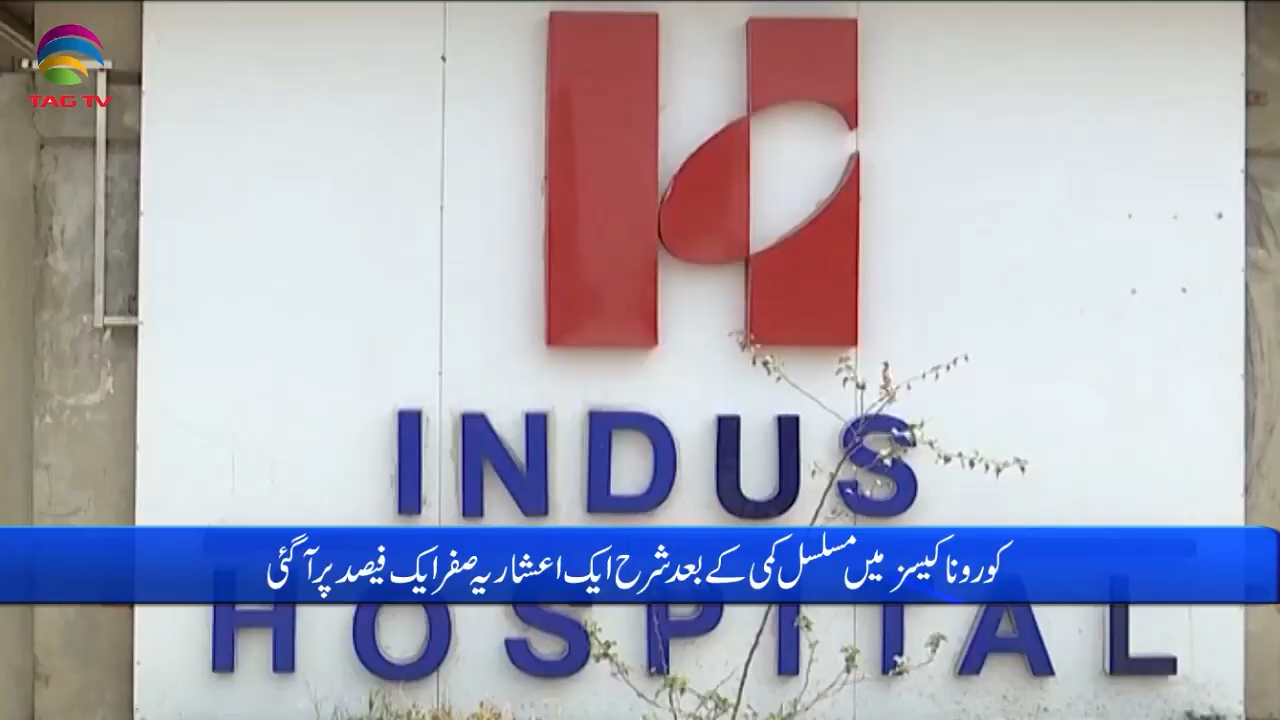 TAG TV
INDUS
کورونا کیسز میں مسلسل کمی کے بعد شرح ایک اعشاریہ صفر ایک فیصد پر آ گئی
HOSPITAL